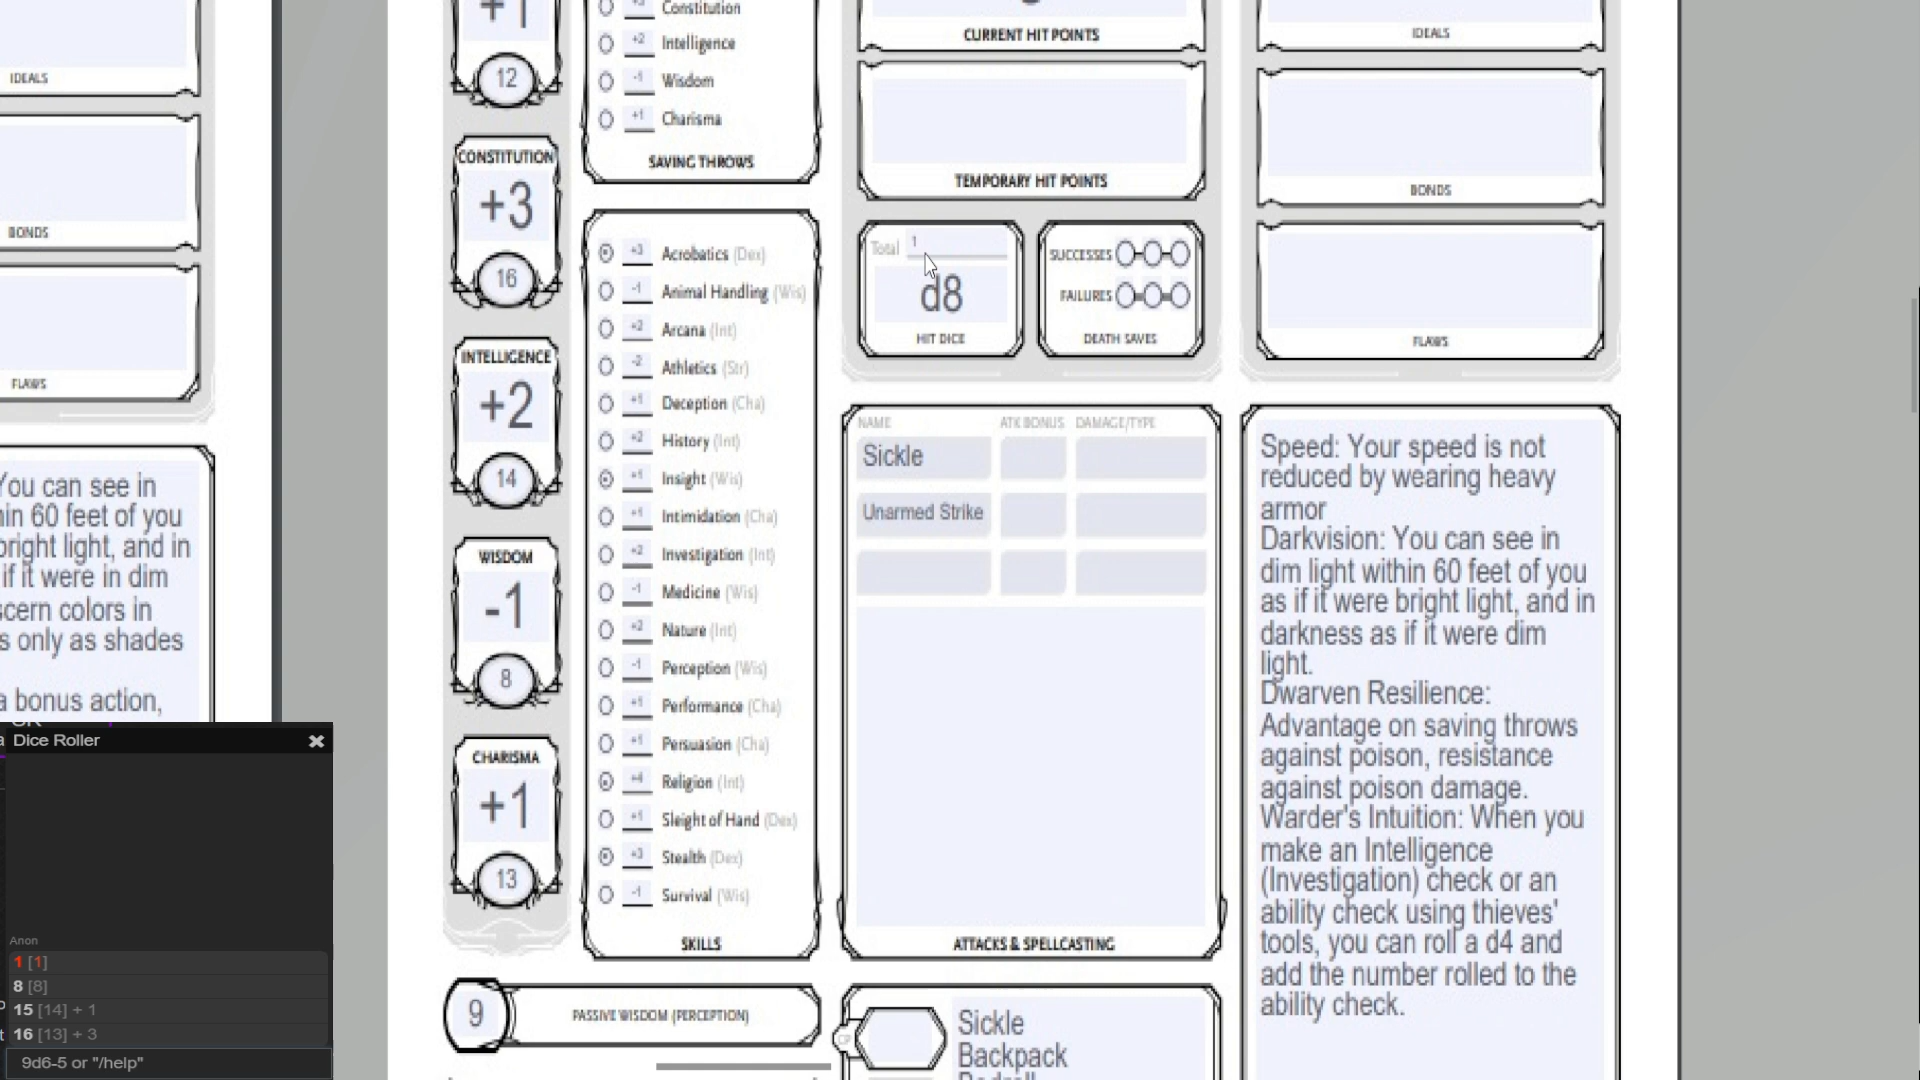 IDEALS
BONDS
FLAWS
You can see in
60 feet of you
bright light, and in
if it were in dim
colors in
s only as shades
a bonus action,
Dice Roller
Anon
1 [1]
8 [8]
15 [14] + 1
16 [13] + 3
9d6-5 or "/help"
+1
12
CONSTITUTION
+3
16
INTELLIGENCE
+2
14
WISDOM
-1
8
CHARISMA
+1
13
Constitution
+2 Intelligence
-1 Wisdom
+1 Charisma
SAVING THROWS
+3 Acrobatics (Dex)
-1 Animal Handling (Wis)
+2 Arcana (Int)
-2 Athletics (Str)
+1 Deception (Cha)
+2 History (Int)
+1 Insight (Wis)
+1 Intimidation (Cha)
+2 Investigation (Int)
-1 Medicine (Wis)
+2 Nature (Int)
-1 Perception (Wis)
+1 Performance (Cha)
+1 Persuasion (Cha)
+4 Religion (Int)
+1 Sleight of Hand (Dex)
+3 Stealth (Dex)
-1 Survival (Wis)
SKILLS
9 PASSIVE WISDOM (PERCEPTION)
CURRENT HIT POINTS
TEMPORARY HIT POINTS
Total 1
d8
HIT DICE
SUCCESSES
FAILURES
DEATH SAVES
NAME ATK BONUS DAMAGE/TYPE
Sickle
Unarmed Strike
ATTACKS & SPELLCASTING
CP
Sickle
Backpack
IDEALS
BONDS
FLAWS
Speed: Your speed is not
reduced by wearing heavy
armor
Darkvision: You can see in
dim light within 60 feet of you
as if it were bright light, and in
darkness as if it were dim
light.
Dwarven Resilience:
Advantage on saving throws
against poison, resistance
against poison damage.
Warder's Intuition: When you
make an Intelligence
(Investigation) check or an
ability check using thieves'
tools, you can roll a d4 and
add the number rolled to the
ability check.